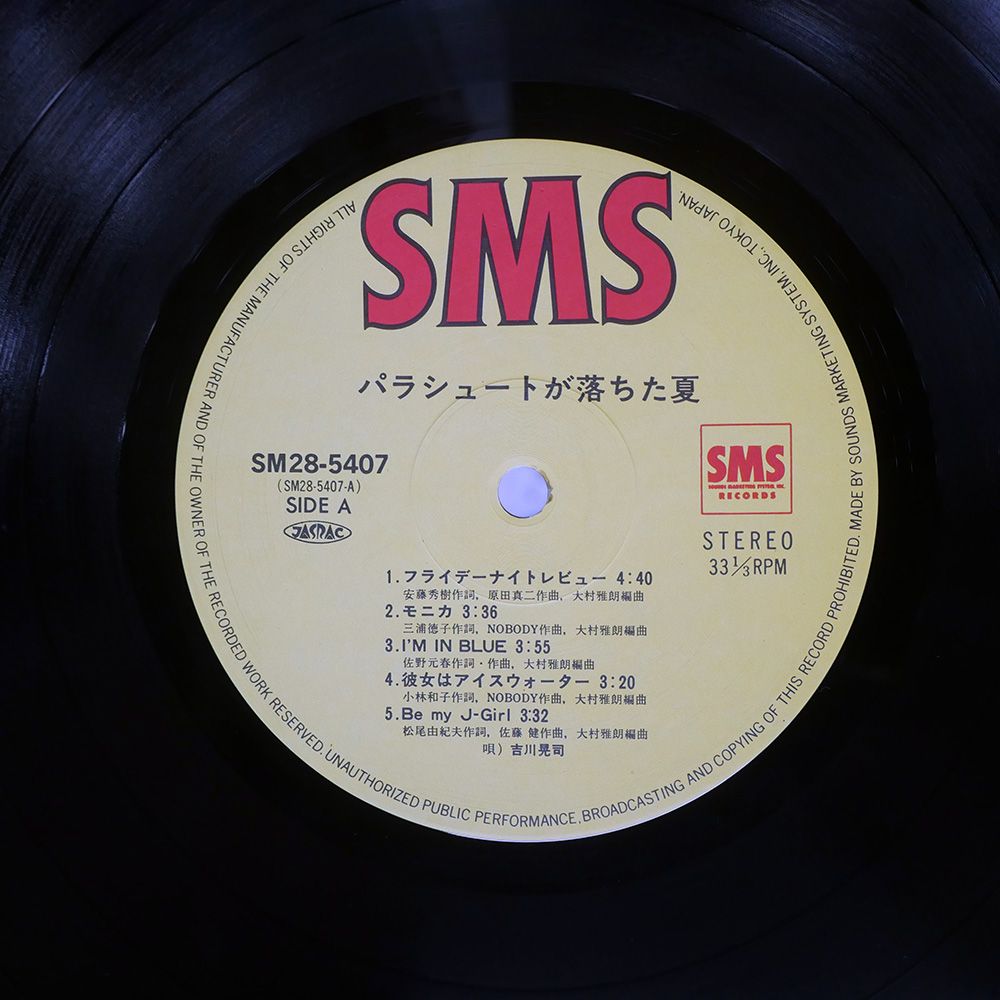 SMS
ALL RIGHTS OF THE MANUFACTURER AND OF THE OWNER OF THE RECORDED WORK RESERVED. UNAUTHORIZED PUBLIC PERFORMANCE, BROADCASTING AND COPYING OF THIS RECORD PROHIBITED. MADE BY SOUNDS MARKETING SYSTEM, INC., TOKYO JAPAN.
パラシュートが落ちた夏
SM28-5407
(SM28-5407-A)
SIDE A
JASRAC
SMS
SOUNDS MARKETING SYSTEM, INC.
RECORDS
STEREO
33 1/3 RPM
1.フライデーナイトレビュー 4:40
安藤秀樹作詞, 原田真二作曲, 大村雅朗編曲
2.モニカ 3:36
三浦徳子作詞, NOBODY作曲, 大村雅朗編曲
3.I'M IN BLUE 3:55
佐野元春作詞・作曲, 大村雅朗編曲
4.彼女はアイスウォーター 3:20
小林和子作詞, NOBODY作曲, 大村雅朗編曲
5.Be my J-Girl 3:32
松尾由紀夫作詞, 佐藤 健作曲, 大村雅朗編曲
唄) 吉川晃司